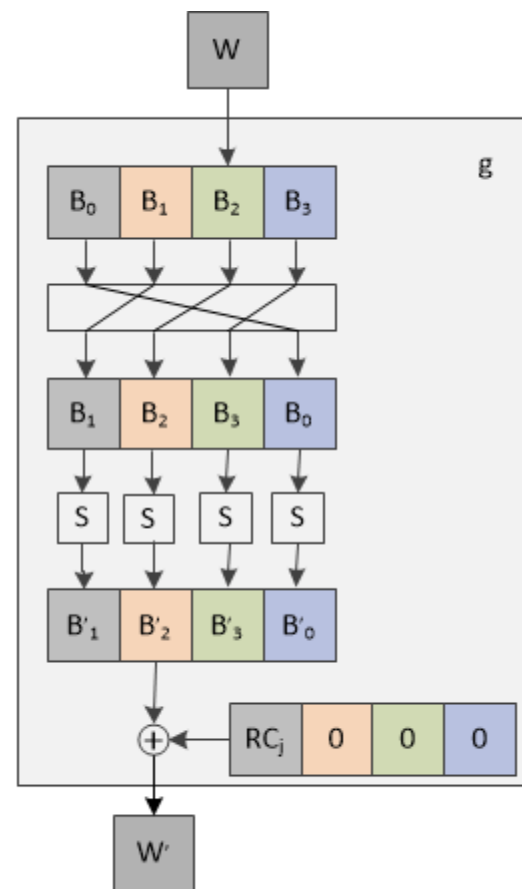 W
g
B₀ B₁ B₂ B₃
B₁ B₂ B₃ B₀
S S S S
B'₁ B'₂ B'₃ B'₀
+ RCⱼ 0 0 0
W'